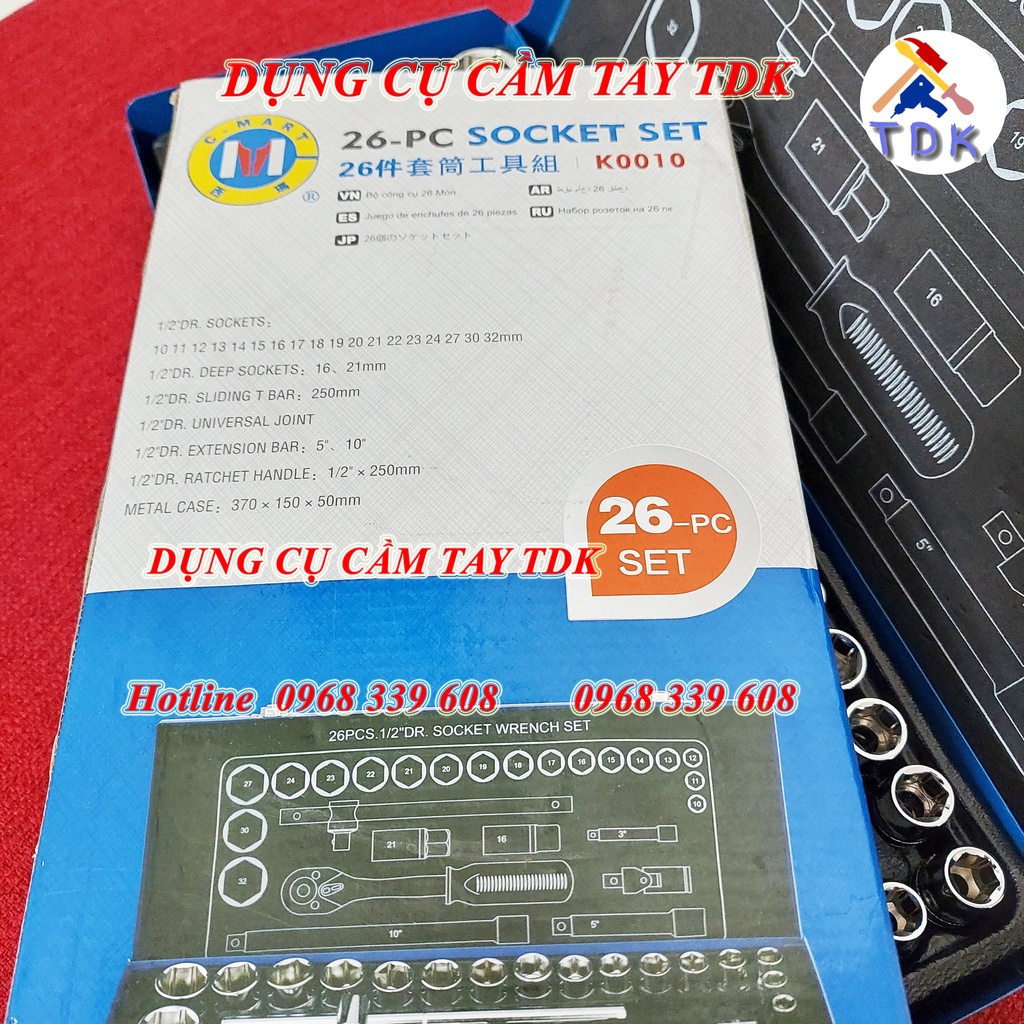 DỤNG CỤ CẦM TAY TDK
TDK
C-MART
®
26-PC SOCKET SET
26件套筒工具組 K0010
VN Bộ công cụ 26 Món
AR
ES Juego de enchufes de 26 piezas
RU Набор розеток на 26 пк
JP 26個のソケットセット
1/2"DR. SOCKETS:
10 11 12 13 14 15 16 17 18 19 20 21 22 23 24 27 30 32mm
1/2"DR. DEEP SOCKETS: 16、21mm
1/2"DR. SLIDING T BAR: 250mm
1/2"DR. UNIVERSAL JOINT
1/2"DR. EXTENSION BAR: 5"、10"
1/2"DR. RATCHET HANDLE: 1/2" × 250mm
METAL CASE: 370 × 150 × 50mm
26-PC
SET
DỤNG CỤ CẦM TAY TDK
Hotline 0968 339 608 0968 339 608
26PCS.1/2"DR. SOCKET WRENCH SET
27 24 23 22 21 20 19 18 17 16 15 14 13 12
11
10
30
21 16 3"
32
10" 5"
21
16
19
5"